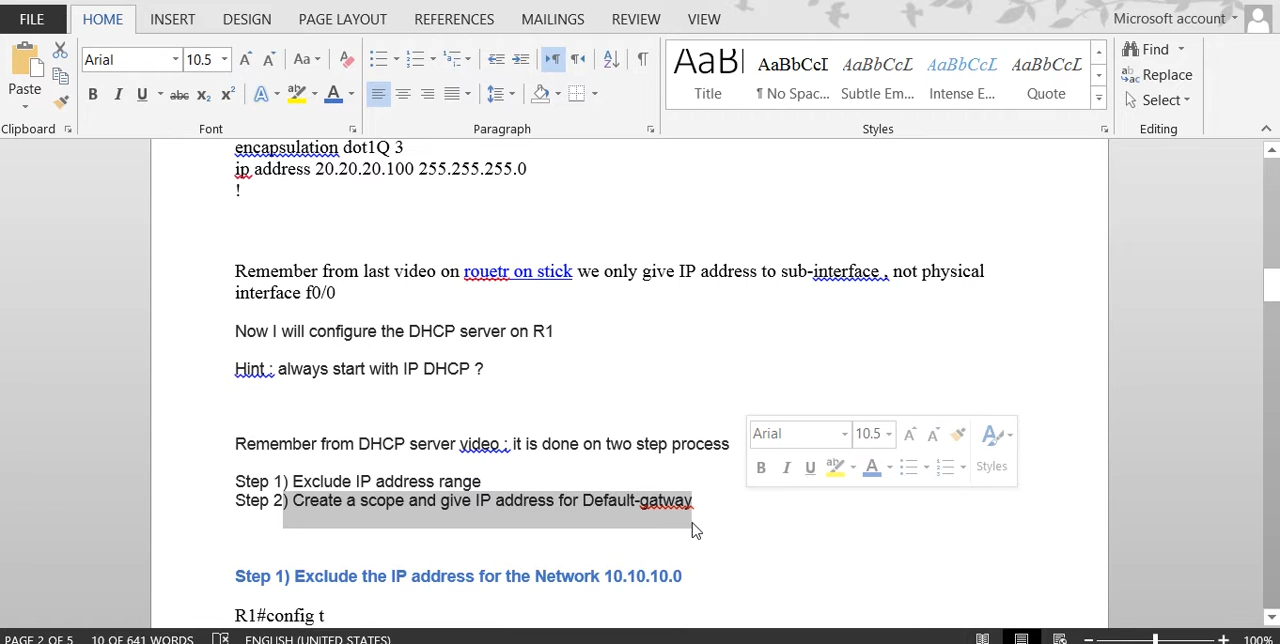 FILE HOME INSERT DESIGN PAGE LAYOUT REFERENCES MAILINGS REVIEW VIEW Microsoft account
Arial 10.5 Aa Find
Paste Replace
B I U abc X2 X2 A ab A AaB AaBbCcI AaBbCcL AaBbCcL AaBbCcL Select
Title ¶ No Spac... Subtle Em... Intense E... Quote
Clipboard Font Paragraph Styles Editing
encapsulation dot1Q 3
ip address 20.20.20.100 255.255.255.0
!
Remember from last video on rouetr on stick we only give IP address to sub-interface , not physical
interface f0/0
Now I will configure the DHCP server on R1
Hint : always start with IP DHCP ?
Remember from DHCP server video : it is done on two step process
Arial 10.5
B I U ab A Styles
Step 1) Exclude IP address range
Step 2) Create a scope and give IP address for Default-gatway
Step 1) Exclude the IP address for the Network 10.10.10.0
R1#config t
PAGE 2 OF 5 10 OF 641 WORDS ENGLISH (UNITED STATES) 100%